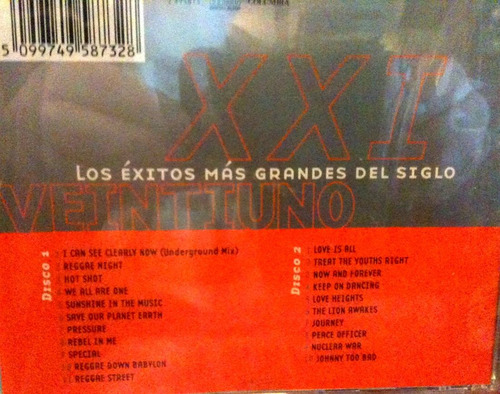 5 099749 587328
XXI
LOS ÉXITOS MÁS GRANDES DEL SIGLO
VEINTIUNO
DISCO 1
I CAN SEE CLEARLY NOW (Underground Mix)
REGGAE NIGHT
HOT SHOT
WE ALL ARE ONE
SUNSHINE IN THE MUSIC
SAVE OUR PLANET EARTH
PRESSURE
REBEL IN ME
SPECIAL
REGGAE DOWN BABYLON
REGGAE STREET
DISCO 2
LOVE IS ALL
TREAT THE YOUTHS RIGHT
NOW AND FOREVER
KEEP ON DANCING
LOVE HEIGHTS
THE LION AWAKES
JOURNEY
PEACE OFFICER
NUCLEAR WAR
JOHNNY TOO BAD